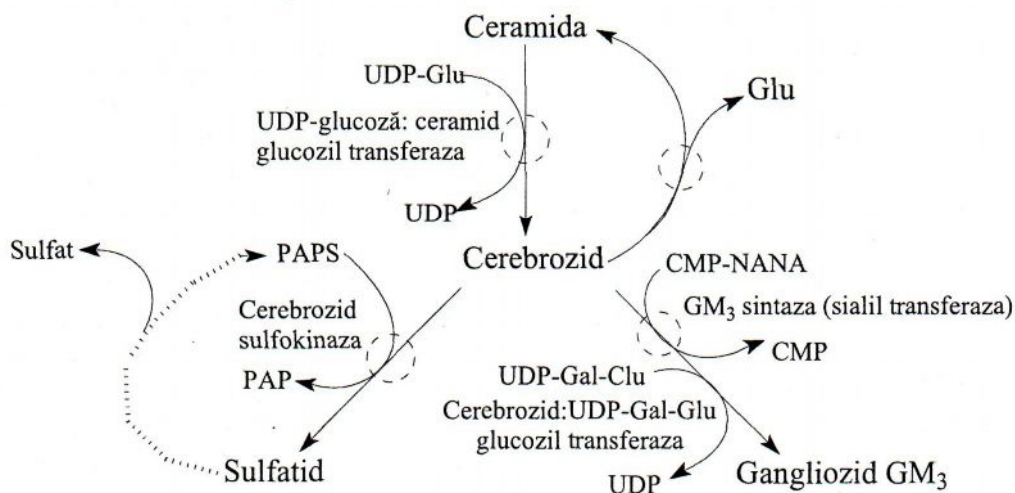 Ceramida
UDP-Glu
Glu
UDP-glucoză: ceramid
glucozil transferaza
UDP
Sulfat
PAPS
Cerebrozid
CMP-NANA
Cerebrozid
sulfokinaza
GM₃ sintaza (sialil transferaza)
CMP
PAP
UDP-Gal-Clu
Cerebrozid:UDP-Gal-Glu
glucozil transferaza
Sulfatid
UDP
Gangliozid GM₃